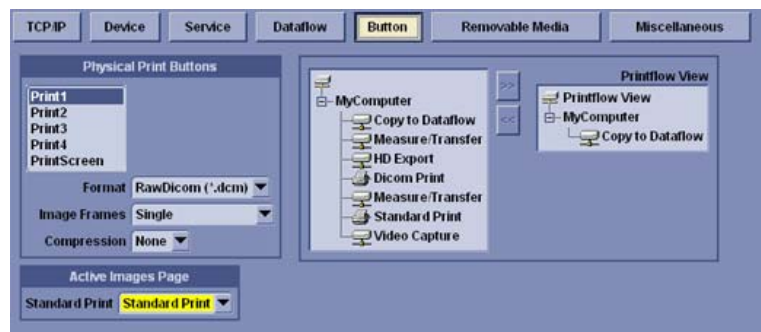 TCP/IP Device Service Dataflow Button Removable Media Miscellaneous
Physical Print Buttons
Print1
Print2
Print3
Print4
PrintScreen
Format RawDicom (*.dcm)
Image Frames Single
Compression None
Active Images Page
Standard Print Standard Print
MyComputer
Copy to Dataflow
Measure/Transfer
HD Export
Dicom Print
Measure/Transfer
Standard Print
Video Capture
>>
<<
Printflow View
Printflow View
MyComputer
Copy to Dataflow